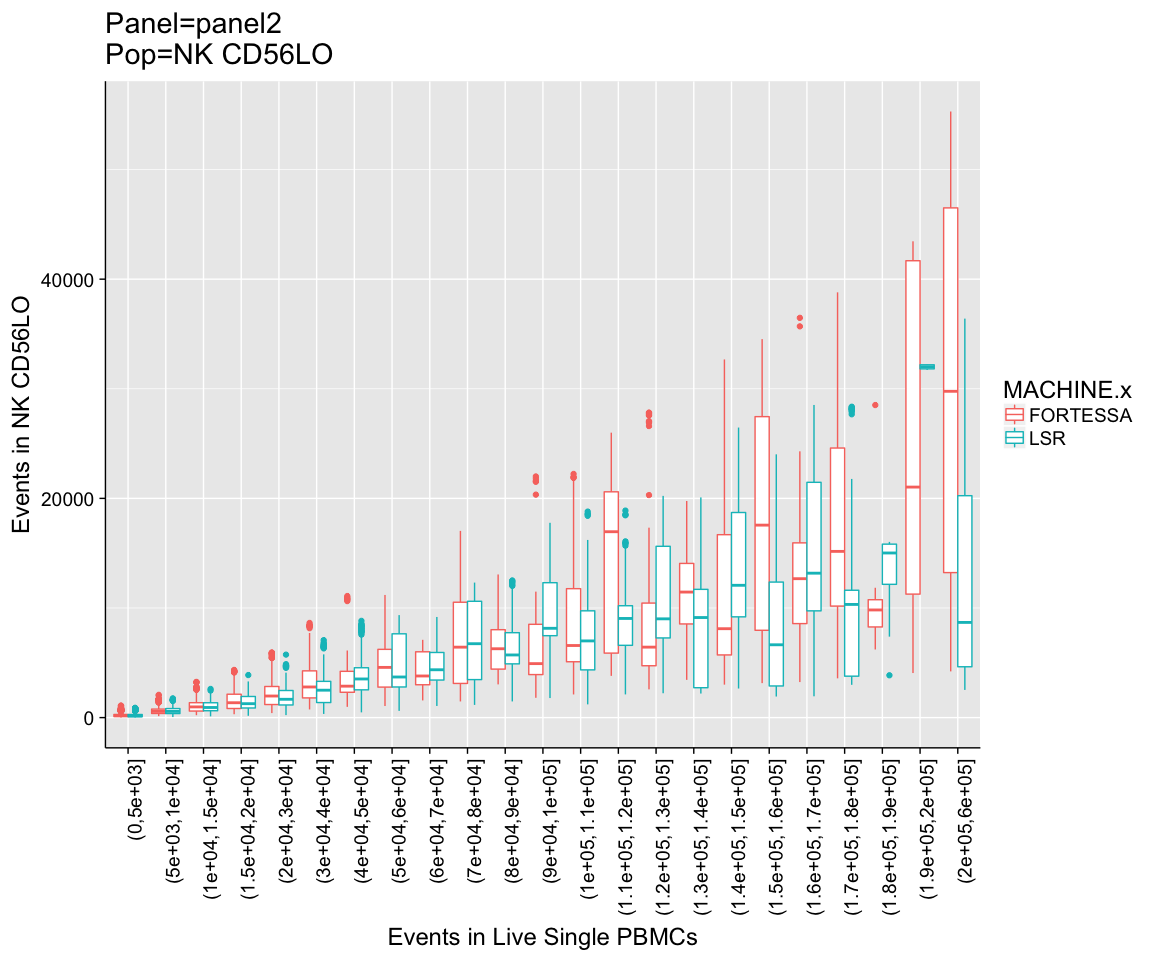 Panel=panel2
Pop=NK CD56LO
Events in NK CD56LO
40000
20000
0
(0,5e+03]
(5e+03,1e+04]
(1e+04,1.5e+04]
(1.5e+04,2e+04]
(2e+04,3e+04]
(3e+04,4e+04]
(4e+04,5e+04]
(5e+04,6e+04]
(6e+04,7e+04]
(7e+04,8e+04]
(8e+04,9e+04]
(9e+04,1e+05]
(1e+05,1.1e+05]
(1.1e+05,1.2e+05]
(1.2e+05,1.3e+05]
(1.3e+05,1.4e+05]
(1.4e+05,1.5e+05]
(1.5e+05,1.6e+05]
(1.6e+05,1.7e+05]
(1.7e+05,1.8e+05]
(1.8e+05,1.9e+05]
(1.9e+05,2e+05]
(2e+05,6e+05]
Events in Live Single PBMCs
MACHINE.x
FORTESSA
LSR